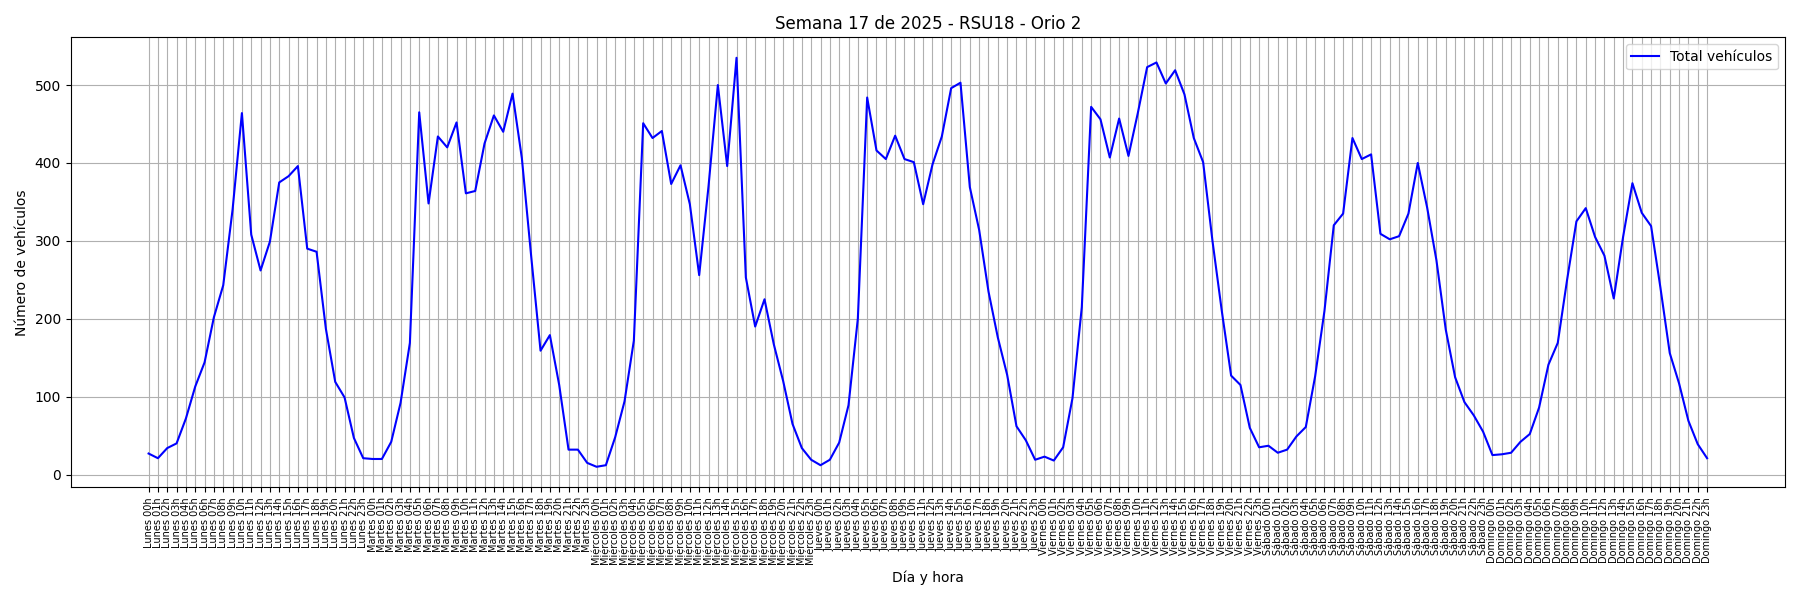 Semana 17 de 2025 - RSU18 - Orio 2
Total vehículos
Número de vehículos
500
400
300
200
100
0
Lunes 00h
Lunes 01h
Lunes 02h
Lunes 03h
Lunes 04h
Lunes 05h
Lunes 06h
Lunes 07h
Lunes 08h
Lunes 09h
Lunes 10h
Lunes 11h
Lunes 12h
Lunes 13h
Lunes 14h
Lunes 15h
Lunes 16h
Lunes 17h
Lunes 18h
Lunes 19h
Lunes 20h
Lunes 21h
Lunes 22h
Lunes 23h
Martes 00h
Martes 01h
Martes 02h
Martes 03h
Martes 04h
Martes 05h
Martes 06h
Martes 07h
Martes 08h
Martes 09h
Martes 10h
Martes 11h
Martes 12h
Martes 13h
Martes 14h
Martes 15h
Martes 16h
Martes 17h
Martes 18h
Martes 19h
Martes 20h
Martes 21h
Martes 22h
Martes 23h
Miércoles 00h
Miércoles 01h
Miércoles 02h
Miércoles 03h
Miércoles 04h
Miércoles 05h
Miércoles 06h
Miércoles 07h
Miércoles 08h
Miércoles 09h
Miércoles 10h
Miércoles 11h
Miércoles 12h
Miércoles 13h
Miércoles 14h
Miércoles 15h
Miércoles 16h
Miércoles 17h
Miércoles 18h
Miércoles 19h
Miércoles 20h
Miércoles 21h
Miércoles 22h
Miércoles 23h
Jueves 00h
Jueves 01h
Jueves 02h
Jueves 03h
Jueves 04h
Jueves 05h
Jueves 06h
Jueves 07h
Jueves 08h
Jueves 09h
Jueves 10h
Jueves 11h
Jueves 12h
Jueves 13h
Jueves 14h
Jueves 15h
Jueves 16h
Jueves 17h
Jueves 18h
Jueves 19h
Jueves 20h
Jueves 21h
Jueves 22h
Jueves 23h
Viernes 00h
Viernes 01h
Viernes 02h
Viernes 03h
Viernes 04h
Viernes 05h
Viernes 06h
Viernes 07h
Viernes 08h
Viernes 09h
Viernes 10h
Viernes 11h
Viernes 12h
Viernes 13h
Viernes 14h
Viernes 15h
Viernes 16h
Viernes 17h
Viernes 18h
Viernes 19h
Viernes 20h
Viernes 21h
Viernes 22h
Viernes 23h
Sábado 00h
Sábado 01h
Sábado 02h
Sábado 03h
Sábado 04h
Sábado 05h
Sábado 06h
Sábado 07h
Sábado 08h
Sábado 09h
Sábado 10h
Sábado 11h
Sábado 12h
Sábado 13h
Sábado 14h
Sábado 15h
Sábado 16h
Sábado 17h
Sábado 18h
Sábado 19h
Sábado 20h
Sábado 21h
Sábado 22h
Sábado 23h
Domingo 00h
Domingo 01h
Domingo 02h
Domingo 03h
Domingo 04h
Domingo 05h
Domingo 06h
Domingo 07h
Domingo 08h
Domingo 09h
Domingo 10h
Domingo 11h
Domingo 12h
Domingo 13h
Domingo 14h
Domingo 15h
Domingo 16h
Domingo 17h
Domingo 18h
Domingo 19h
Domingo 20h
Domingo 21h
Domingo 22h
Domingo 23h
Día y hora